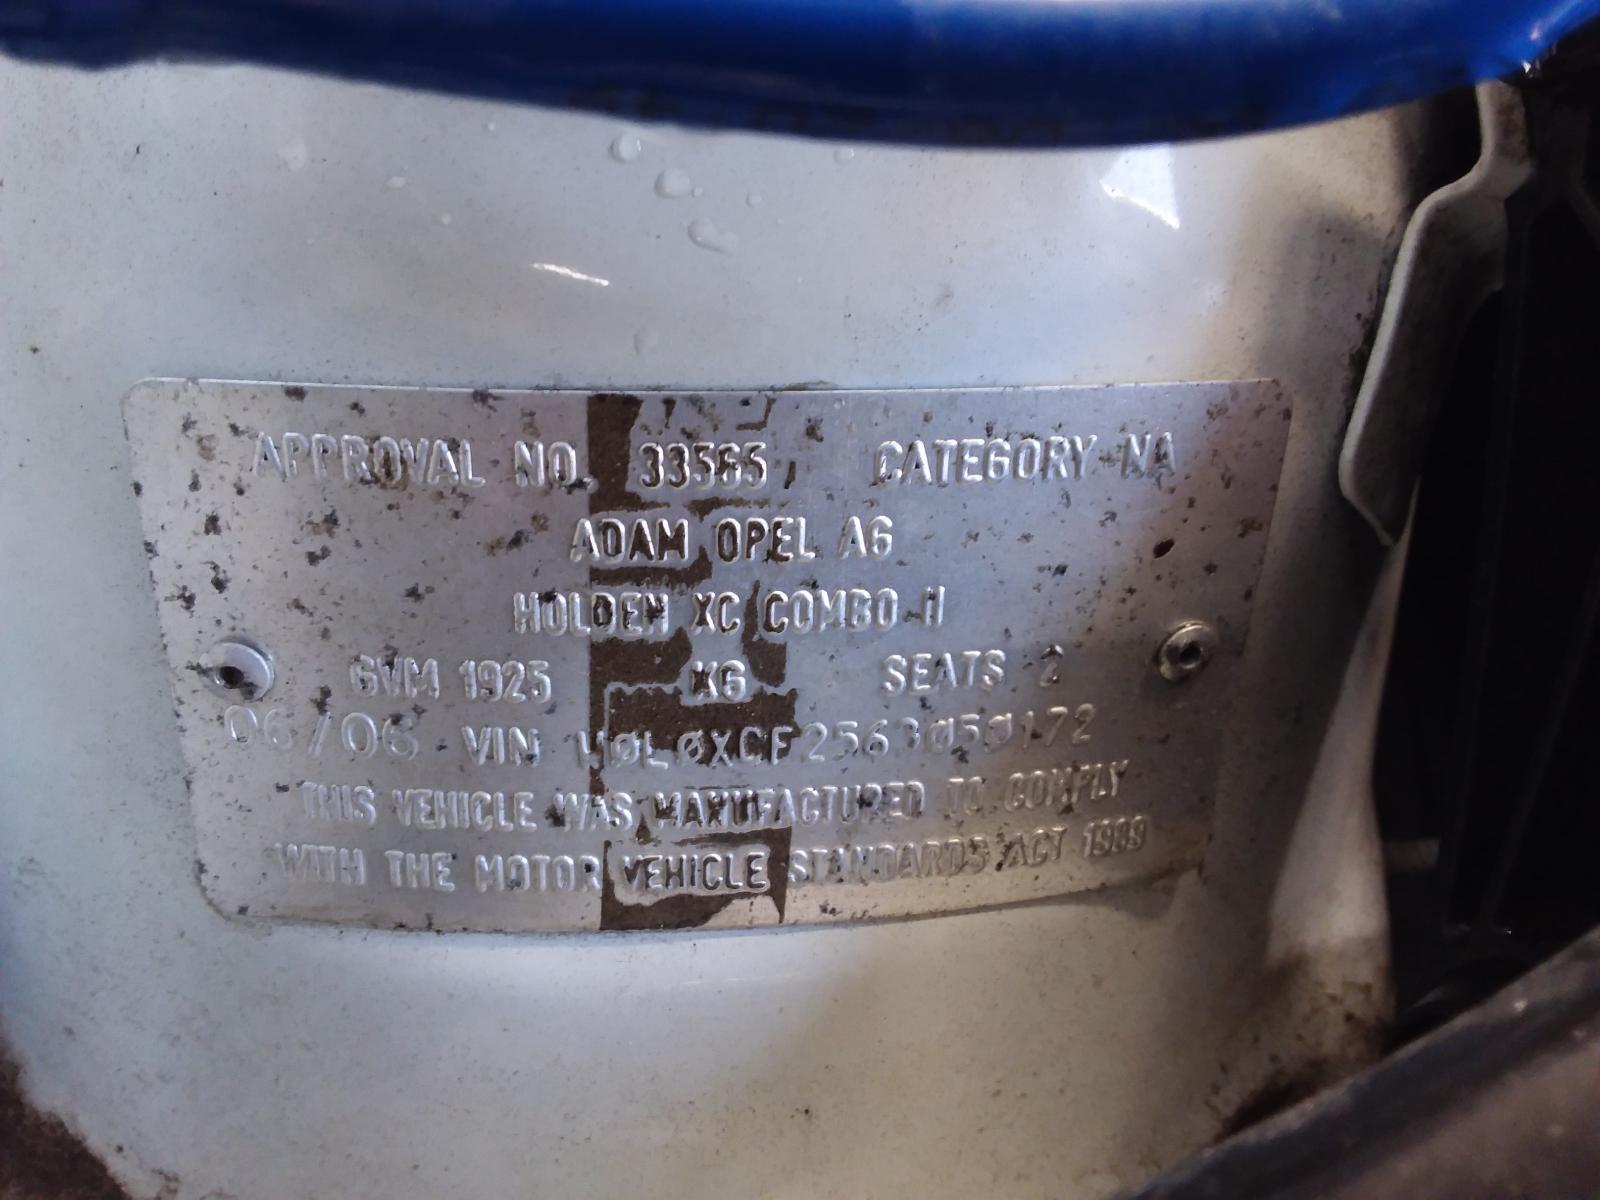 APPROVAL NO. 33565, CATEGORY NA
ADAM OPEL AG
HOLDEN XC COMBO II
GVM 1925 KG SEATS 2
06/06 VIN W0L0XCF2563050172
THIS VEHICLE WAS MANUFACTURED TO COMPLY
WITH THE MOTOR VEHICLE STANDARDS ACT 1989